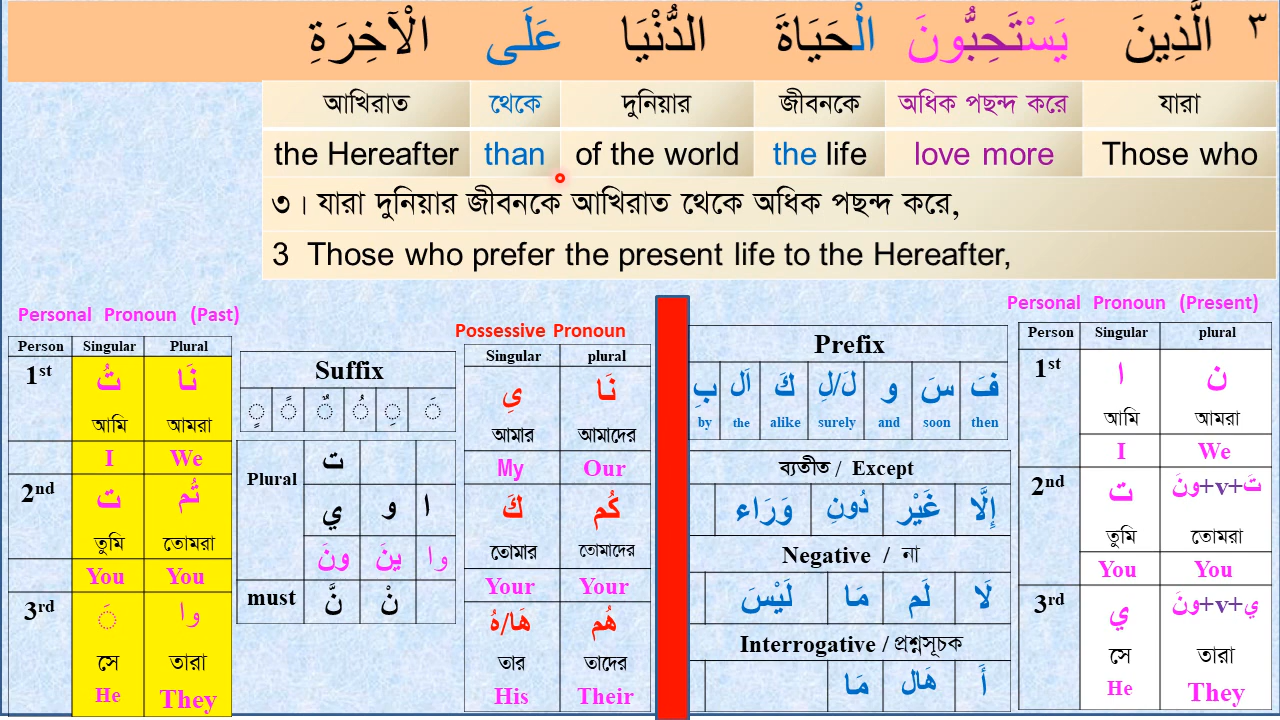 ٣ الَّذِينَ يَسْتَحِبُّونَ الْحَيَاةَ الدُّنْيَا عَلَى الْآخِرَةِ
আখিরাত থেকে দুনিয়ার জীবনকে অধিক পছন্দ করে যারা
the Hereafter than of the world the life love more Those who
৩। যারা দুনিয়ার জীবনকে আখিরাত থেকে অধিক পছন্দ করে,
3 Those who prefer the present life to the Hereafter,
Personal Pronoun (Past)
Person Singular Plural
1st تُ نَا
আমি আমরা
I We
2nd ت تُم
তুমি তোমরা
You You
3rd َ وا
সে তারা
He They
Suffix
ٍ ً ٌ ُ ِ َ
Plural ت
ي و ا
ونَ ينَ وا
must نَّ نْ
Possessive Pronoun
Singular plural
يِ نَا
আমার আমাদের
My Our
كَ كُم
তোমার তোমাদের
Your Your
هَا/هُ هُم
তার তাদের
His Their
Prefix
بِ اَل كَ لَ/لِ و سَ فَ
by the alike surely and soon then
ব্যতীত / Except
وَرَاء دُونِ غَيْر إِلَّا
Negative / না
لَيْسَ مَا لَم لَا
Interrogative / প্রশ্নসূচক
مَا هَال أَ
Personal Pronoun (Present)
Person Singular plural
1st ا ن
আমি আমরা
I We
2nd ت تَ+v+ونَ
তুমি তোমরা
You You
3rd ي ي+v+ونَ
সে তারা
He They